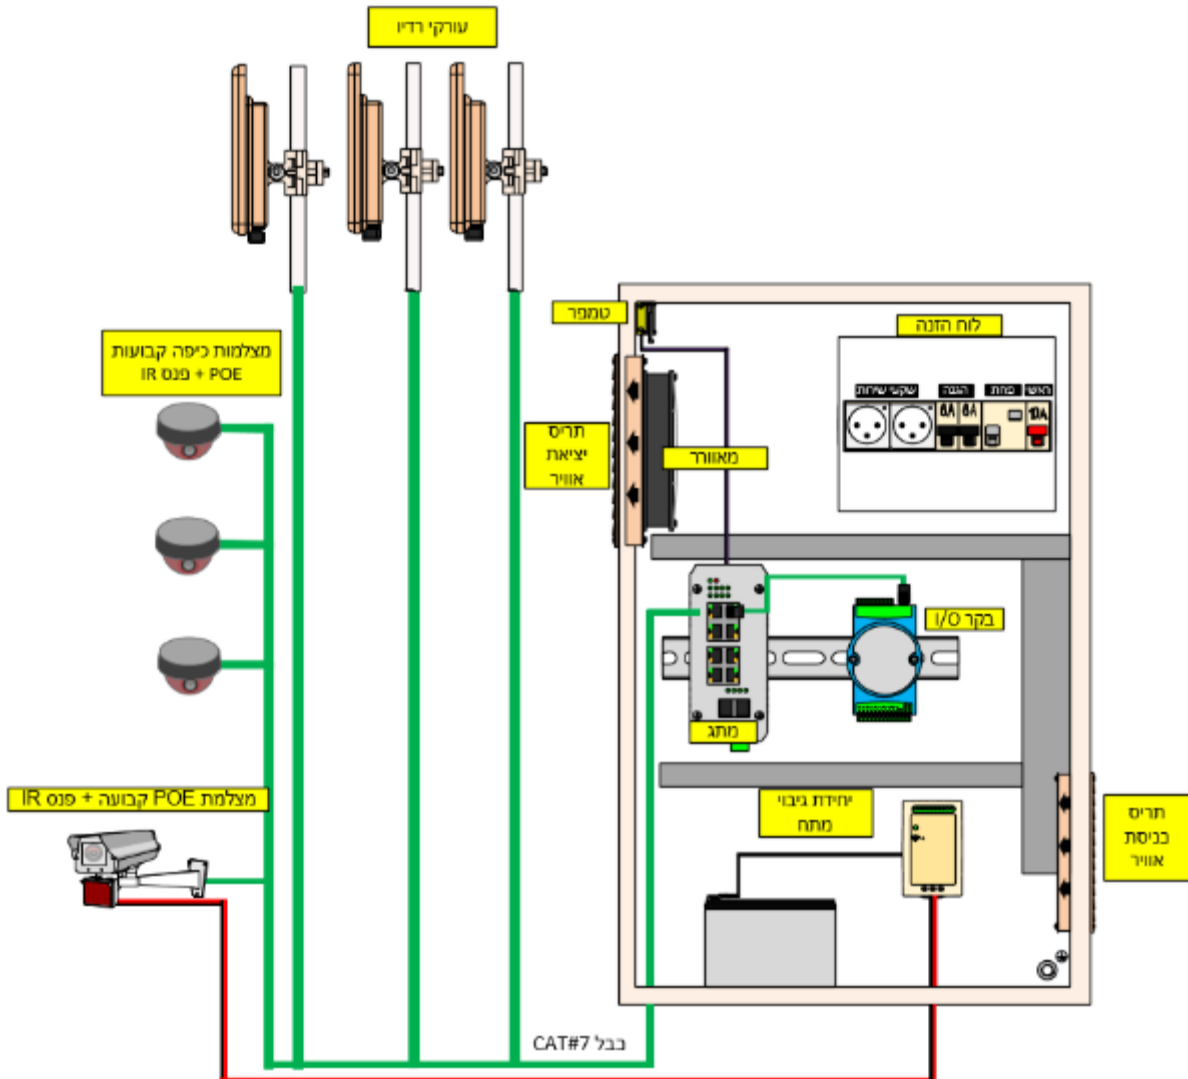 עורקי רדיו
טמפר
לוח הזנה
מצלמות כיפה קבועות
POE + פנס IR
שקעי שירות
הגנה
פחת
ראשי
6A
6A
10A
תריס
יציאת
אוויר
מאוורר
בקר I/O
מתג
מצלמת POE קבועה + פנס IR
יחידת גיבוי
מתח
תריס
כניסת
אוויר
כבל CAT#7